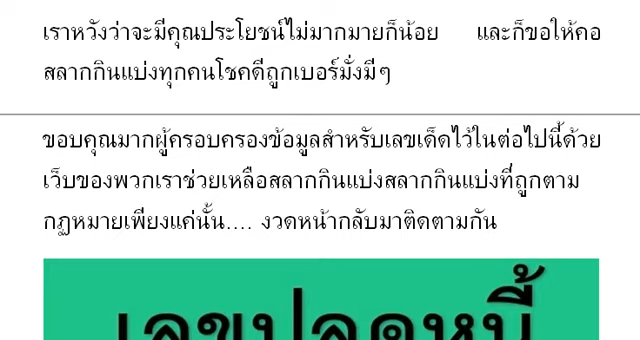 เราหวังว่าจะมีคุณประโยชน์ไม่มากมายก็น้อย และก็ขอให้คอ
สลากกินแบ่งทุกคนโชคดีถูกเบอร์มั่งมีๆ
ขอบคุณมากผู้ครอบครองข้อมูลสำหรับเลขเด็ดไว้ในต่อไปนี้ด้วย
เว็บของพวกเราช่วยเหลือสลากกินแบ่งสลากกินแบ่งที่ถูกตาม
กฏหมายเพียงแค่นั้น.... งวดหน้ากลับมาติดตามกัน
เลขปลดหนี้